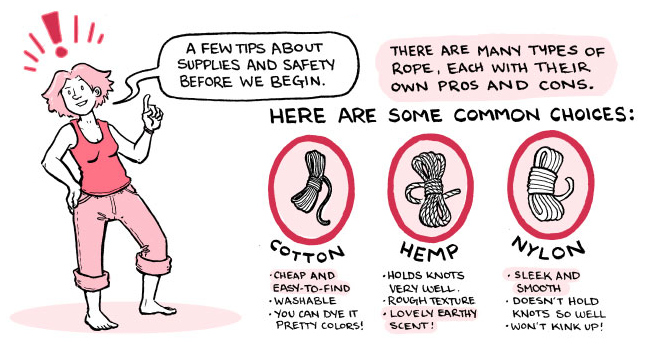 A FEW TIPS ABOUT
SUPPLIES AND SAFETY
BEFORE WE BEGIN.
THERE ARE MANY TYPES OF
ROPE, EACH WITH THEIR
OWN PROS AND CONS.
HERE ARE SOME COMMON CHOICES:
COTTON
• CHEAP AND
EASY-TO-FIND
• WASHABLE
• YOU CAN DYE IT
PRETTY COLORS!
HEMP
• HOLDS KNOTS
VERY WELL.
• ROUGH TEXTURE
• LOVELY EARTHY
SCENT!
NYLON
• SLEEK AND
SMOOTH
• DOESN'T HOLD
KNOTS SO WELL
• WON'T KINK UP!